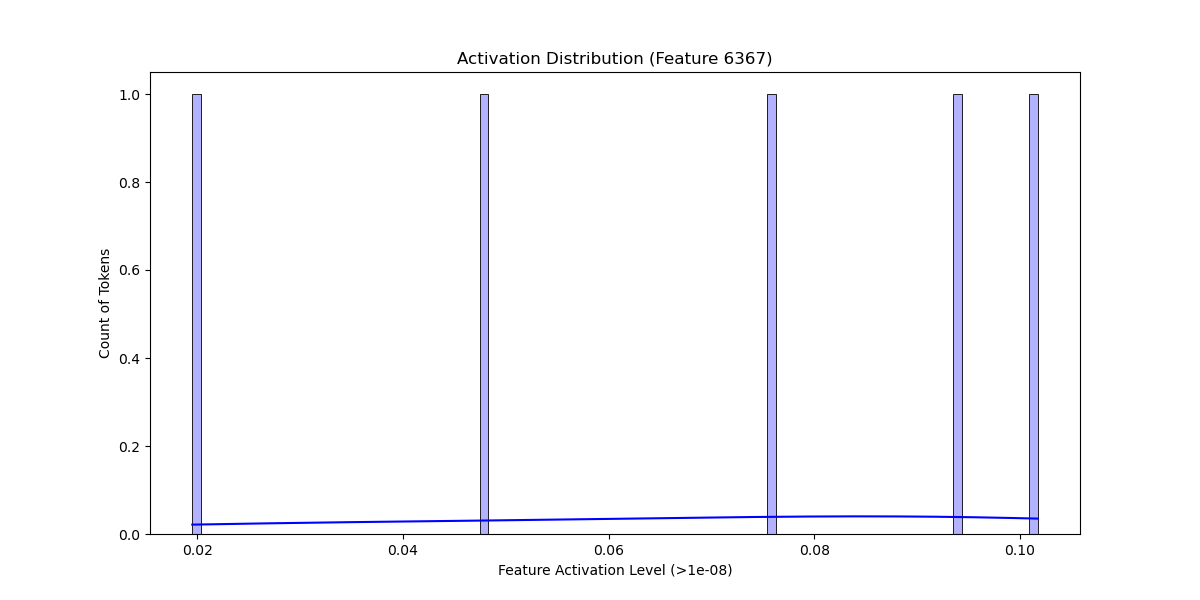 Activation Distribution (Feature 6367)
1.0
0.8
0.6
0.4
0.2
0.0
Count of Tokens
0.02 0.04 0.06 0.08 0.10
Feature Activation Level (>1e-08)